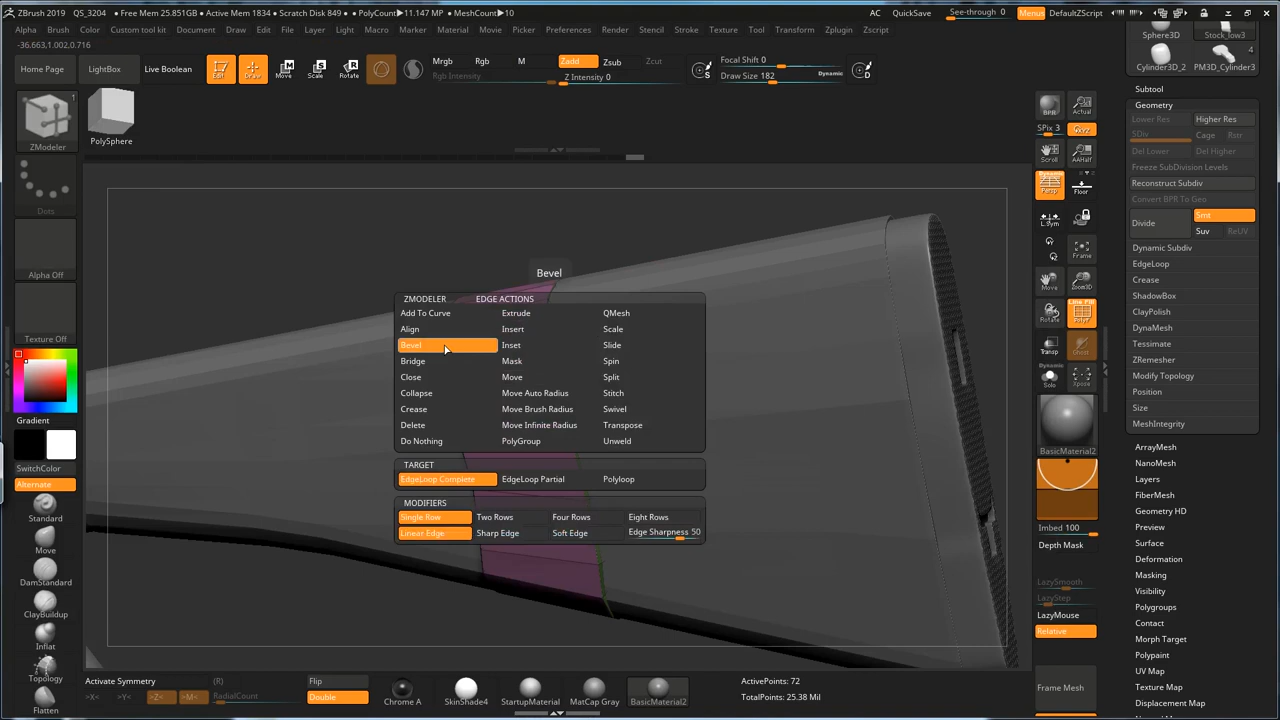 ZBrush 2019 QS_3204 • Free Mem 25.851GB • Active Mem 1834 • Scratch Disk 849 • PolyCount▶11.147 MP • MeshCount▶10 AC QuickSave See-through 0 Menus DefaultZScript
Alpha Brush Color Custom tool kit Document Draw Edit File Layer Light Macro Marker Material Movie Picker Preferences Render Stencil Stroke Texture Tool Transform Zplugin Zscript
-36.663,1.002,0.716
Home Page LightBox Live Boolean
Edit Draw Move Scale Rotate
Mrgb Rgb M Zadd Zsub Zcut
Rgb Intensity Z Intensity 0
S
Focal Shift 0
Draw Size 182 Dynamic
D
ZModeler 1
PolySphere
Dots
Alpha Off
Texture Off
Gradient
SwitchColor
Alternate
Standard
Move
DamStandard
ClayBuildup
Inflat
Topology
Flatten
Bevel
ZMODELER EDGE ACTIONS
Add To Curve Extrude QMesh
Align Insert Scale
Bevel Inset Slide
Bridge Mask Spin
Close Move Split
Collapse Move Auto Radius Stitch
Crease Move Brush Radius Swivel
Delete Move Infinite Radius Transpose
Do Nothing PolyGroup Unweld
TARGET
EdgeLoop Complete EdgeLoop Partial Polyloop
MODIFIERS
Single Row Two Rows Four Rows Eight Rows
Linear Edge Sharp Edge Soft Edge Edge Sharpness 50
Activate Symmetry (R)
>X< >Y< >Z< >M< RadialCount
Flip
Double
Chrome A SkinShade4 StartupMaterial MatCap Gray BasicMaterial2
ActivePoints: 72
TotalPoints: 25.38 Mil
BPR
SPix 3
Scroll
Dynamic
Persp
L.Sym
Move
Rotate
Transp
Dynamic
Solo
Actual
AAHalf
Floor
Frame
Zoom3D
Line Fill
PolyF
Ghost
Xpose
BasicMaterial2
Imbed 100
Depth Mask
LazySmooth
LazyStep
LazyMouse
Relative
Frame Mesh
Sphere3D Stock_low3
4
Cylinder3D_2 PM3D_Cylinder3
Subtool
Geometry
Lower Res Higher Res
SDiv Cage Rstr
Del Lower Del Higher
Freeze SubDivision Levels
Reconstruct Subdiv
Convert BPR To Geo
Divide Smt
Suv ReUV
Dynamic Subdiv
EdgeLoop
Crease
ShadowBox
ClayPolish
DynaMesh
Tessimate
ZRemesher
Modify Topology
Position
Size
MeshIntegrity
ArrayMesh
NanoMesh
Layers
FiberMesh
Geometry HD
Preview
Surface
Deformation
Masking
Visibility
Polygroups
Contact
Morph Target
Polypaint
UV Map
Texture Map
Displacement Map